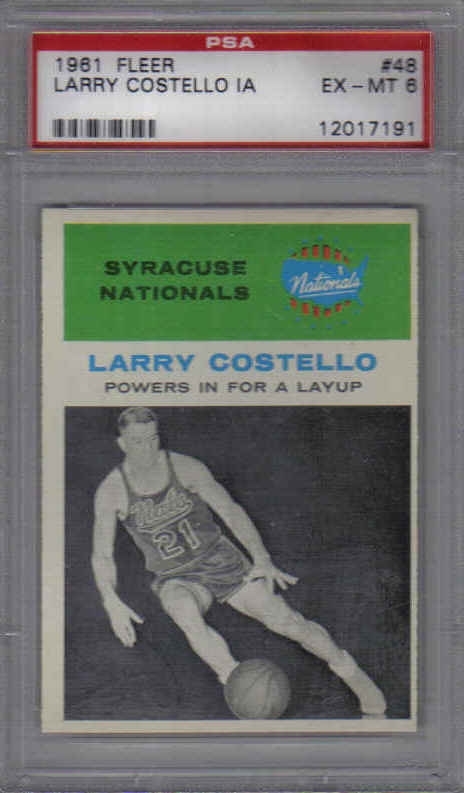 PSA
1961 FLEER #48
LARRY COSTELLO IA EX-MT 6
12017191
SYRACUSE
NATIONALS
Nationals
LARRY COSTELLO
POWERS IN FOR A LAYUP
Nats
21